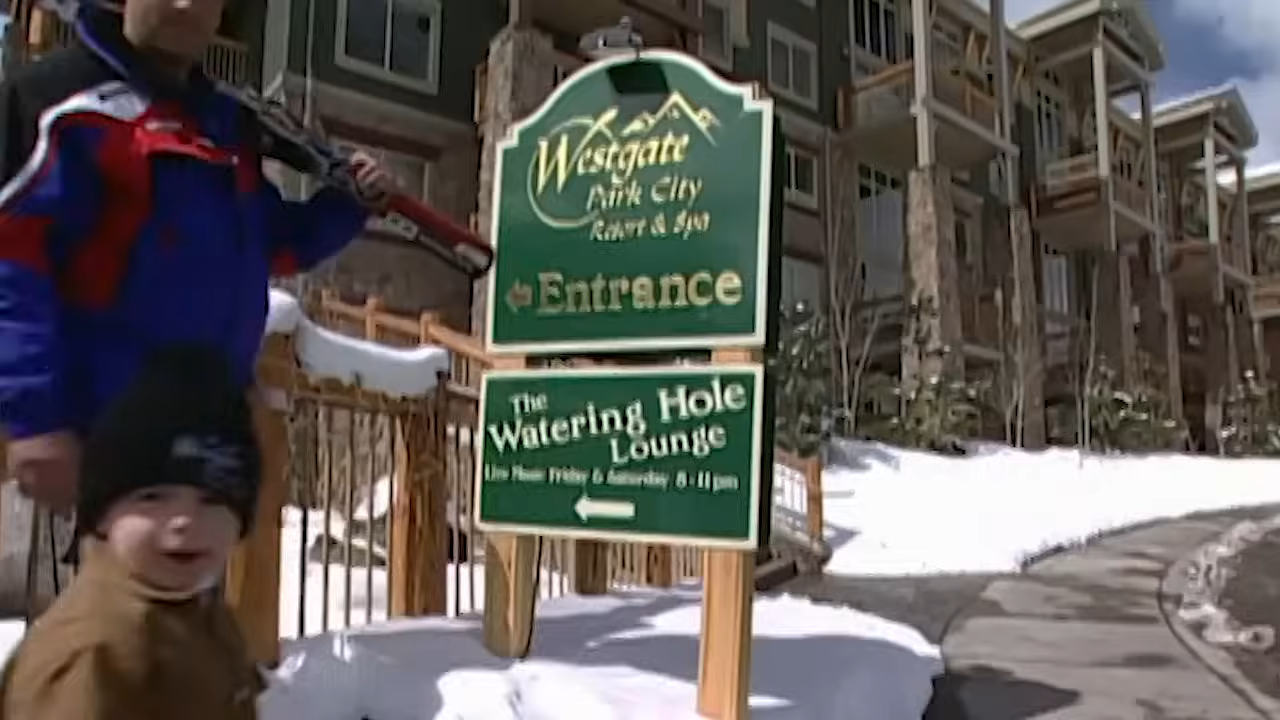 Westgate
Park City
Resort & Spa
Entrance
The
Watering Hole
Lounge
Live Music Friday & Saturday 8-11pm